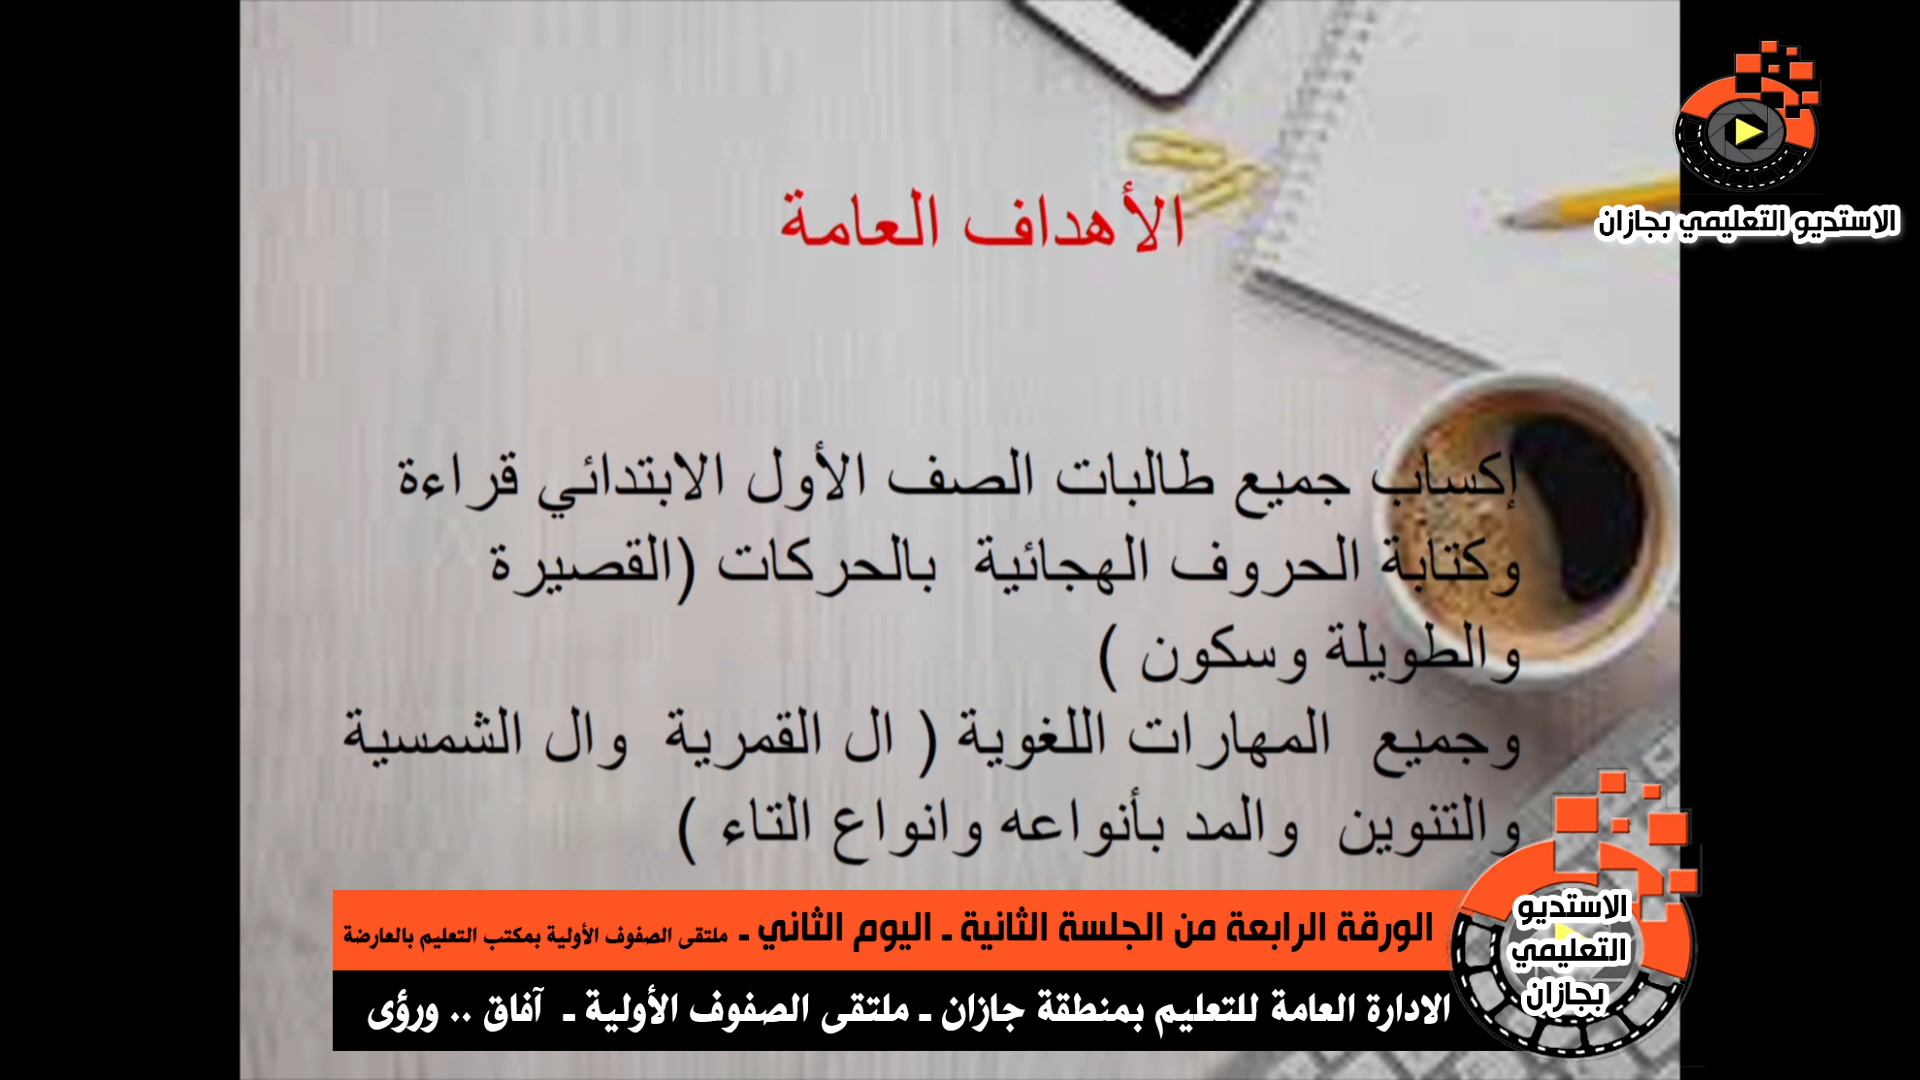 الاستديو التعليمي بجازان
الأهداف العامة
إكساب جميع طالبات الصف الأول الابتدائي قراءة
وكتابة الحروف الهجائية بالحركات (القصيرة
والطويلة وسكون )
وجميع المهارات اللغوية ( ال القمرية وال الشمسية
والتنوين والمد بأنواعه وانواع التاء )
الورقة الرابعة من الجلسة الثانية ـ اليوم الثاني ـ ملتقى الصفوف الأولية بمكتب التعليم بالعارضة
الادارة العامة للتعليم بمنطقة جازان ـ ملتقى الصفوف الأولية ـ آفاق .. ورؤى
الاستديو
التعليمي
بجازان